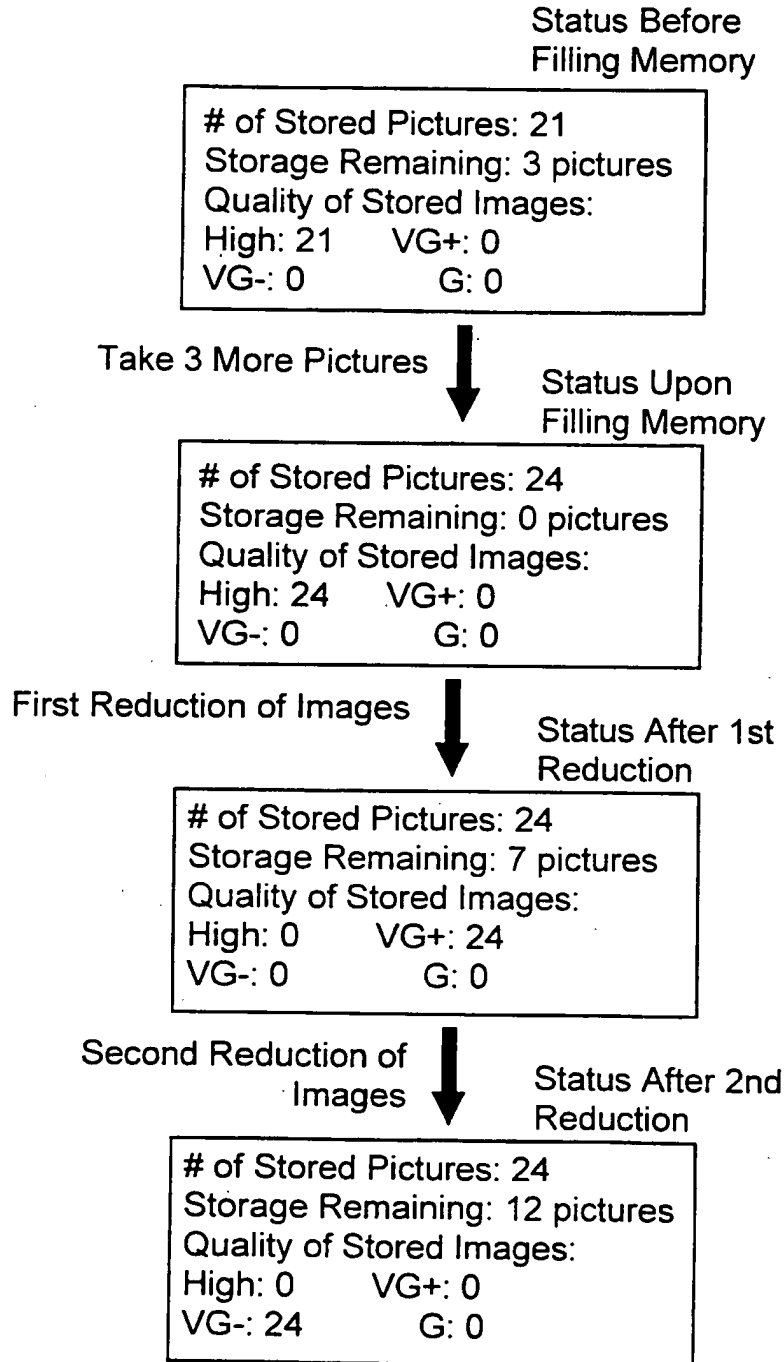 Status Before
Filling Memory
# of Stored Pictures: 21
Storage Remaining: 3 pictures
Quality of Stored Images:
High: 21 VG+: 0
VG-: 0 G: 0
Take 3 More Pictures
Status Upon
Filling Memory
# of Stored Pictures: 24
Storage Remaining: 0 pictures
Quality of Stored Images:
High: 24 VG+: 0
VG-: 0 G: 0
First Reduction of Images
Status After 1st
Reduction
# of Stored Pictures: 24
Storage Remaining: 7 pictures
Quality of Stored Images:
High: 0 VG+: 24
VG-: 0 G: 0
Second Reduction of
Images
Status After 2nd
Reduction
# of Stored Pictures: 24
Storage Remaining: 12 pictures
Quality of Stored Images:
High: 0 VG+: 0
VG-: 24 G: 0